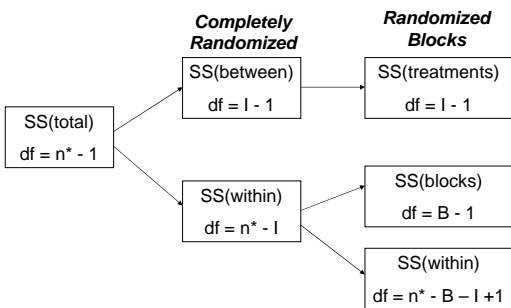 Completely
Randomized
Randomized
Blocks
SS(between)
df = I - 1
SS(treatments)
df = I - 1
SS(total)
df = n* - 1
SS(within)
df = n* - I
SS(blocks)
df = B - 1
SS(within)
df = n* - B – I +1